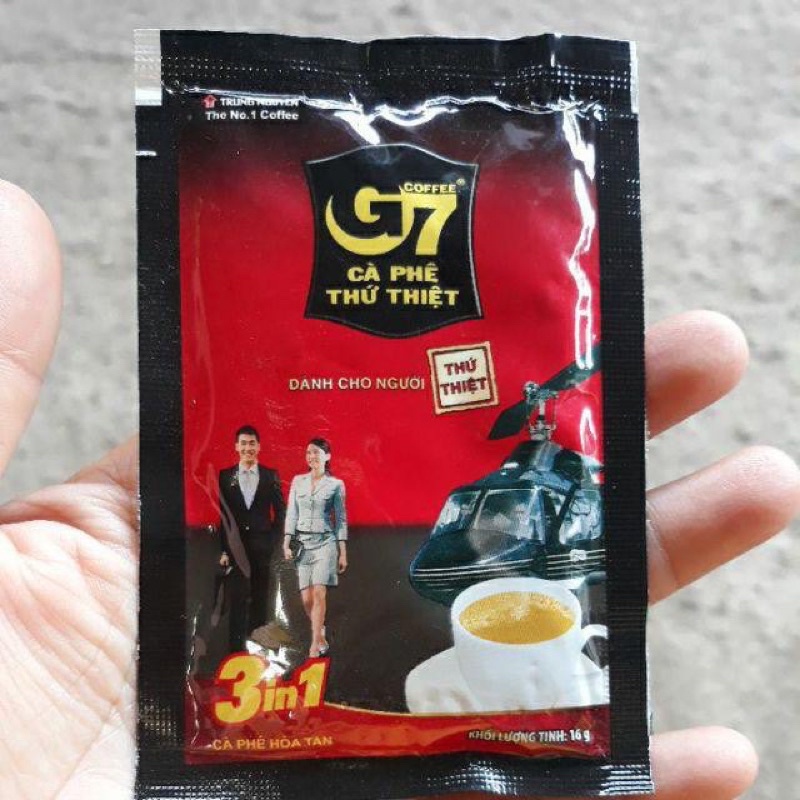 TRUNG NGUYEN
The No.1 Coffee
COFFEE®
G7
CÀ PHÊ
THỨ THIỆT
DÀNH CHO NGƯỜI
THỨ
THIỆT
3in1
CÀ PHÊ HÒA TAN
KHỐI LƯỢNG TỊNH: 16 g